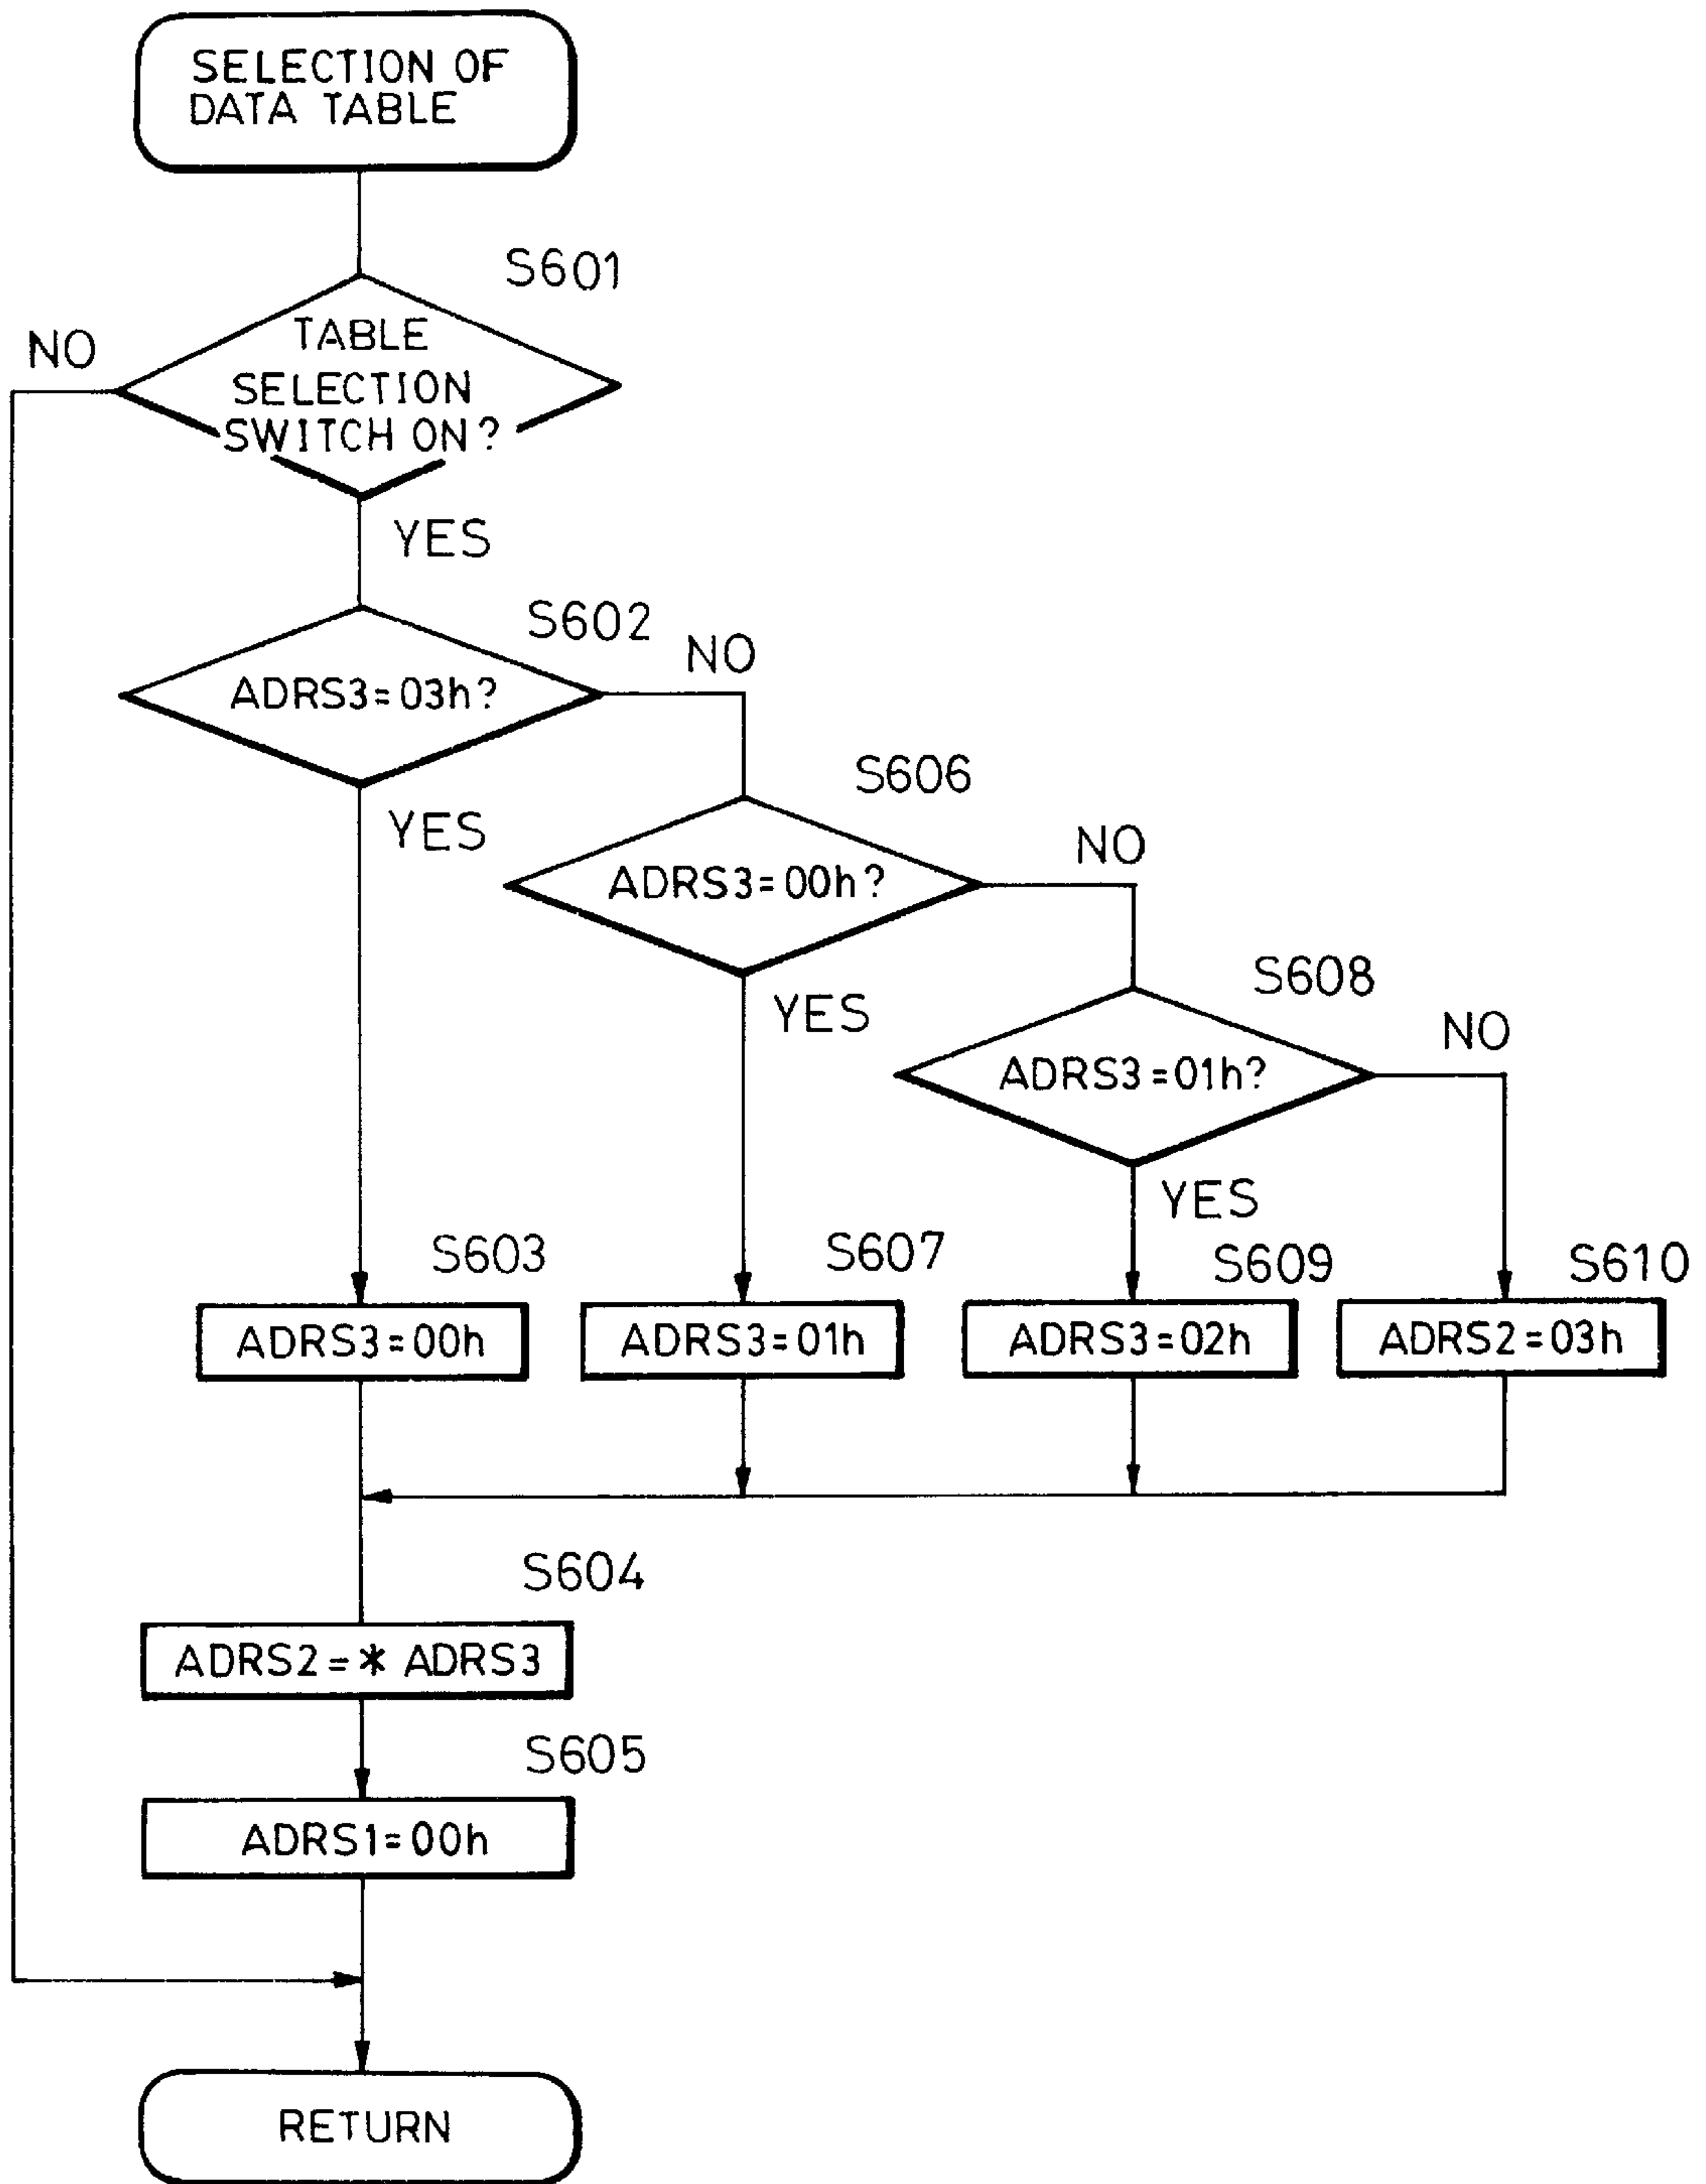 SELECTION OF
DATA TABLE
S601
NO
TABLE
SELECTION
SWITCH ON?
YES
S602
NO
ADRS3=03h?
YES
S606
NO
ADRS3=00h?
YES
S608
NO
ADRS3=01h?
YES
S603
S607
S609
S610
ADRS3=00h
ADRS3=01h
ADRS3=02h
ADRS2=03h
S604
ADRS2=* ADRS3
S605
ADRS1=00h
RETURN